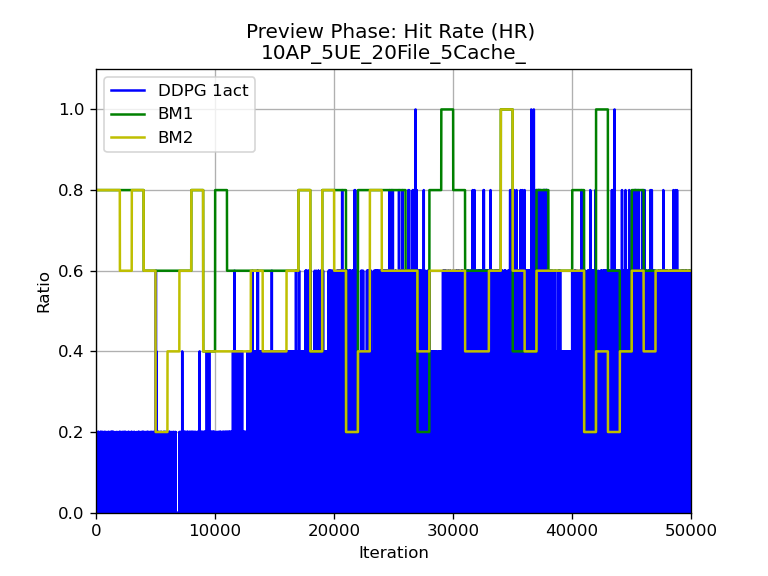 Preview Phase: Hit Rate (HR)
10AP_5UE_20File_5Cache_
DDPG 1act
BM1
BM2
1.0
0.8
0.6
0.4
0.2
0.0
Ratio
0 10000 20000 30000 40000 50000
Iteration